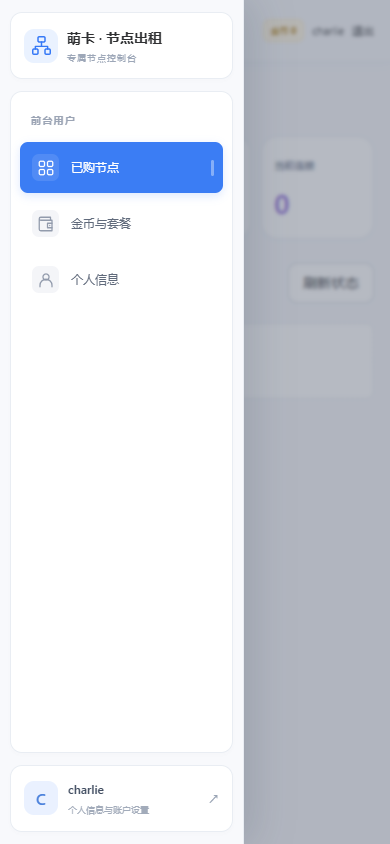 萌卡 · 节点出租
专属节点控制台
前台用户
已购节点
金币与套餐
个人信息
C
charlie
个人信息与账户设置
↗
charlie 退出
0
刷新状态